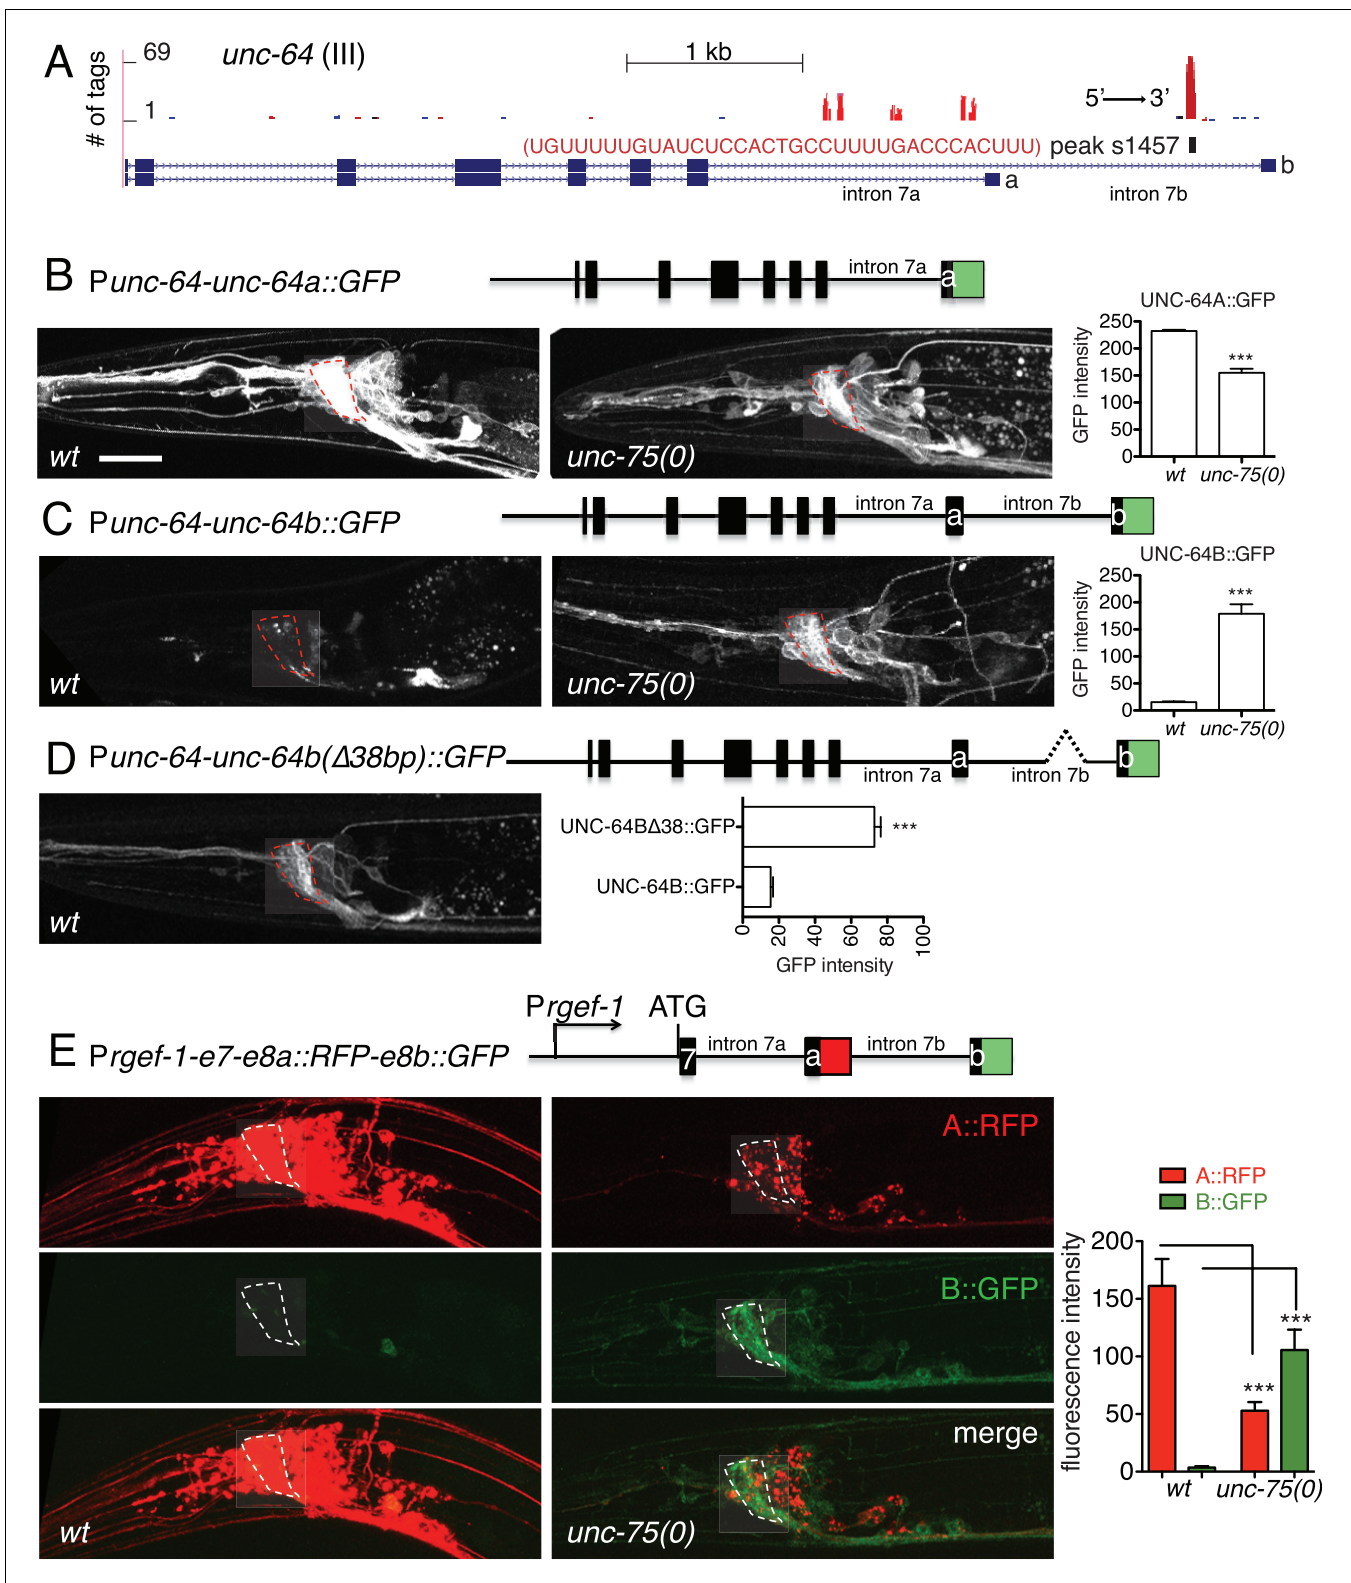 A
# of tags
69
1
unc-64 (III)
1 kb
5' 3'
(UGUUUUUGUAUCUCCACTGCCUUUUGACCCACUUU) peak s1457
b
a
intron 7a
intron 7b
B Punc-64-unc-64a::GFP
intron 7a
a
wt
unc-75(0)
UNC-64A::GFP
GFP intensity
250
200
150
100
50
0
***
wt unc-75(0)
C Punc-64-unc-64b::GFP
intron 7a
a
intron 7b
b
wt
unc-75(0)
UNC-64B::GFP
GFP intensity
250
200
150
100
50
0
***
wt unc-75(0)
D Punc-64-unc-64b(Δ38bp)::GFP
intron 7a
a
intron 7b
b
wt
UNC-64BΔ38::GFP
***
UNC-64B::GFP
0 20 40 60 80 100
GFP intensity
E Prgef-1-e7-e8a::RFP-e8b::GFP
Prgef-1 ATG
7
intron 7a
a
intron 7b
b
A::RFP
B::GFP
merge
wt
unc-75(0)
A::RFP
B::GFP
fluorescence intensity
200
150
100
50
0
***
***
wt unc-75(0)